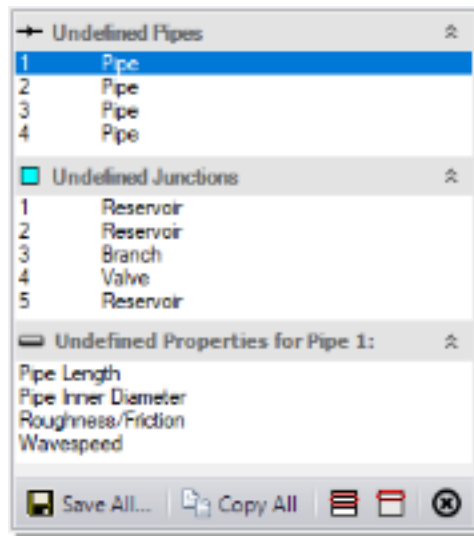 Undefined Pipes
1 Pipe
2 Pipe
3 Pipe
4 Pipe
Undefined Junctions
1 Reservoir
2 Reservoir
3 Branch
4 Valve
5 Reservoir
Undefined Properties for Pipe 1:
Pipe Length
Pipe Inner Diameter
Roughness/Friction
Wavespeed
Save All... Copy All